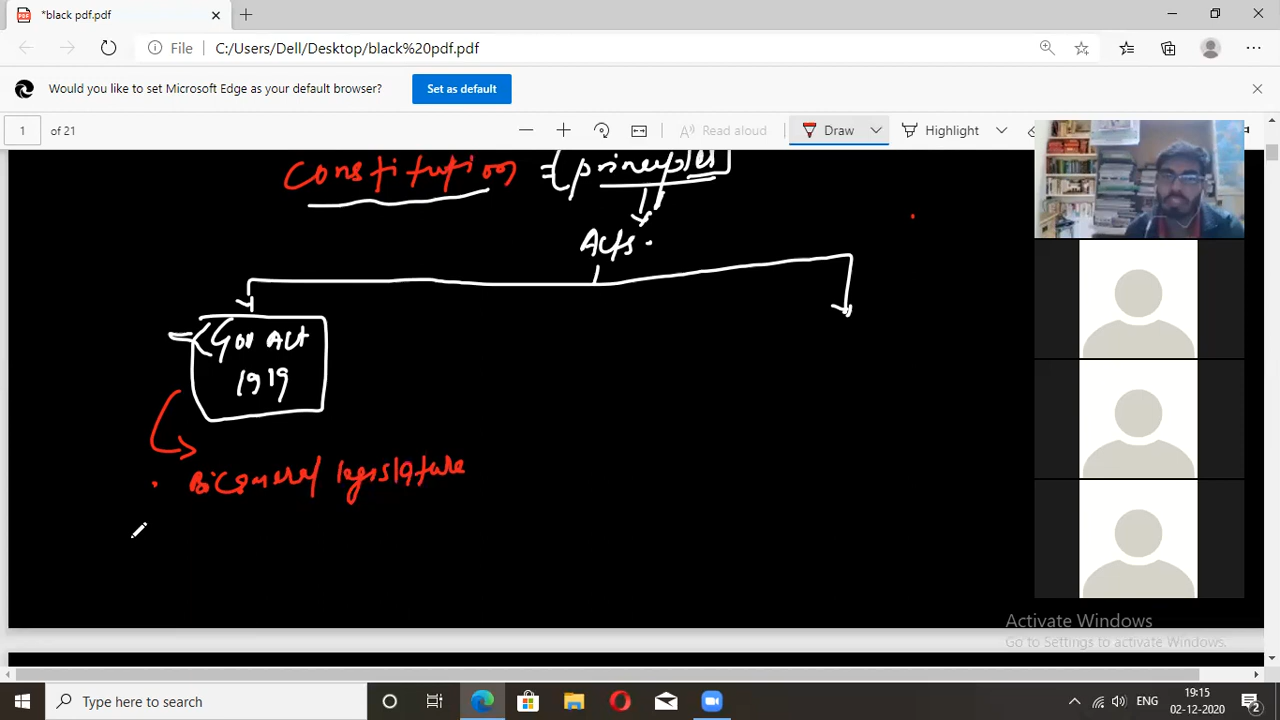 *black pdf.pdf
File C:/Users/Dell/Desktop/black%20pdf.pdf
Would you like to set Microsoft Edge as your default browser? Set as default
1 of 21 Read aloud Draw Highlight
Constitution = (principles)
Acts.
Gov Act
1919
Bicameral legislature
Activate Windows
Go to Settings to activate Windows.
Type here to search ENG 19:15
02-12-2020 2